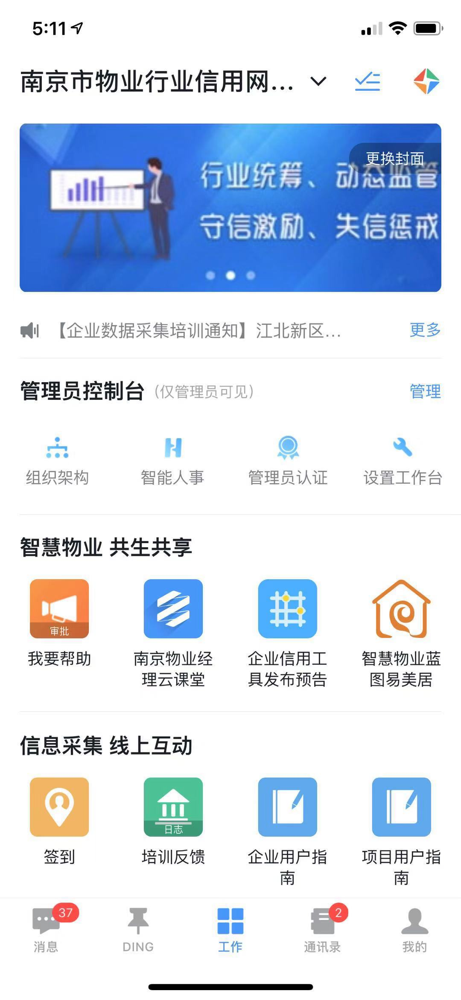 5:11
南京市物业行业信用网...
更换封面
行业统筹、动态监管
守信激励、失信惩戒
【企业数据采集培训通知】江北新区...
更多
管理员控制台 (仅管理员可见)
管理
组织架构 智能人事 管理员认证 设置工作台
智慧物业 共生共享
审批
我要帮助
南京物业经
理云课堂
企业信用工
具发布预告
智慧物业蓝
图易美居
信息采集 线上互动
签到
日志
培训反馈
企业用户指
南
项目用户指
南
37
消息
DING
工作
2
通讯录
我的